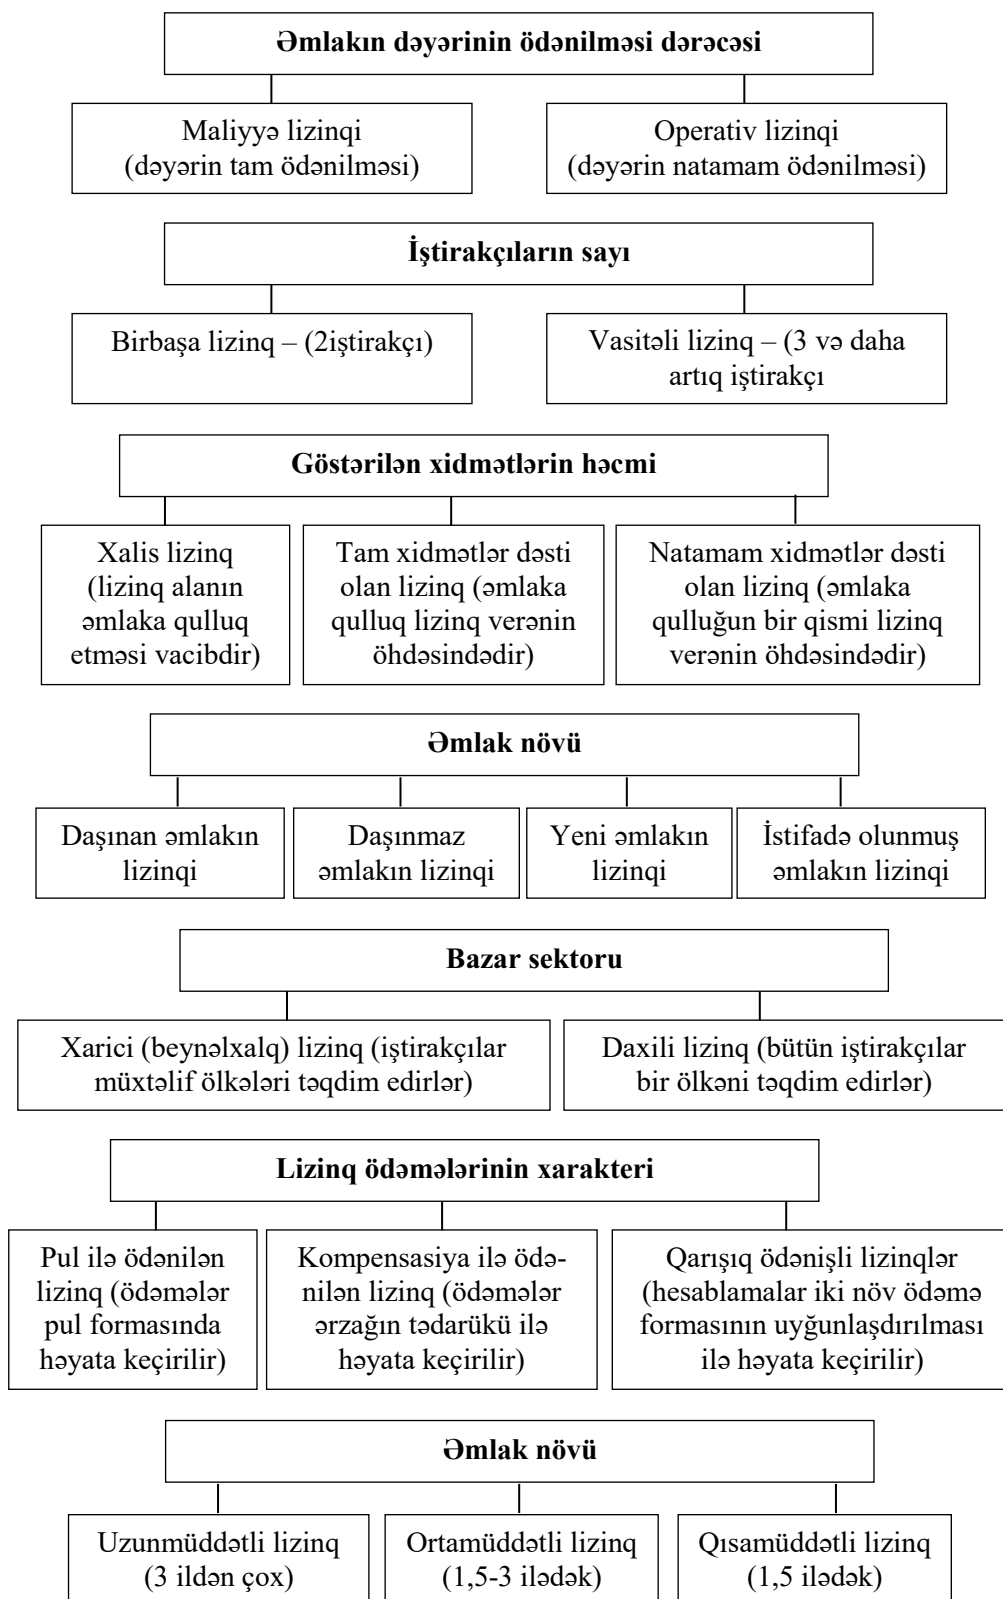 Əmlakın dəyərinin ödənilməsi dərəcəsi
Maliyyə lizinqi
(dəyərin tam ödənilməsi)
Operativ lizinqi
(dəyərin natamam ödənilməsi)
İştirakçıların sayı
Birbaşa lizinq – (2iştirakçı)
Vasitəli lizinq – (3 və daha
artıq iştirakçı
Göstərilən xidmətlərin həcmi
Xalis lizinq
(lizinq alanın
əmlaka qulluq
etməsi vacibdir)
Tam xidmətlər dəsti
olan lizinq (əmlaka
qulluq lizinq verənin
öhdəsindədir)
Natamam xidmətlər dəsti
olan lizinq (əmlaka
qulluğun bir qismi lizinq
verənin öhdəsindədir)
Əmlak növü
Daşınan əmlakın
lizinqi
Daşınmaz
əmlakın lizinqi
Yeni əmlakın
lizinqi
İstifadə olunmuş
əmlakın lizinqi
Bazar sektoru
Xarici (beynəlxalq) lizinq (iştirakçılar
müxtəlif ölkələri təqdim edirlər)
Daxili lizinq (bütün iştirakçılar
bir ölkəni təqdim edirlər)
Lizinq ödəmələrinin xarakteri
Pul ilə ödənilən
lizinq (ödəmələr
pul formasında
həyata keçirilir)
Kompensasiya ilə ödə-
nilən lizinq (ödəmələr
ərzağın tədarükü ilə
həyata keçirilir)
Qarışıq ödənişli lizinqlər
(hesablamalar iki növ ödəmə
formasının uyğunlaşdırılması
ilə həyata keçirilir)
Əmlak növü
Uzunmüddətli lizinq
(3 ildən çox)
Ortamüddətli lizinq
(1,5-3 ilədək)
Qısamüddətli lizinq
(1,5 ilədək)